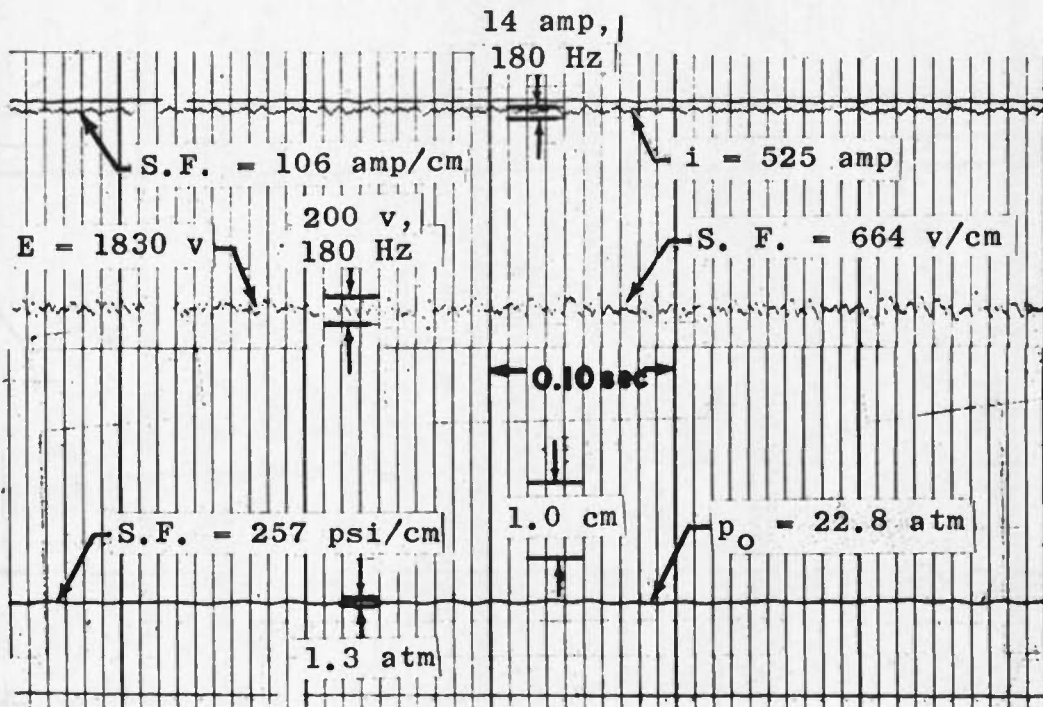 14 amp,
180 Hz
S.F. = 106 amp/cm
i = 525 amp
200 v,
180 Hz
E = 1830 v
S. F. = 664 v/cm
0.10 sec
1.0 cm
S.F. = 257 psi/cm
pO = 22.8 atm
1.3 atm